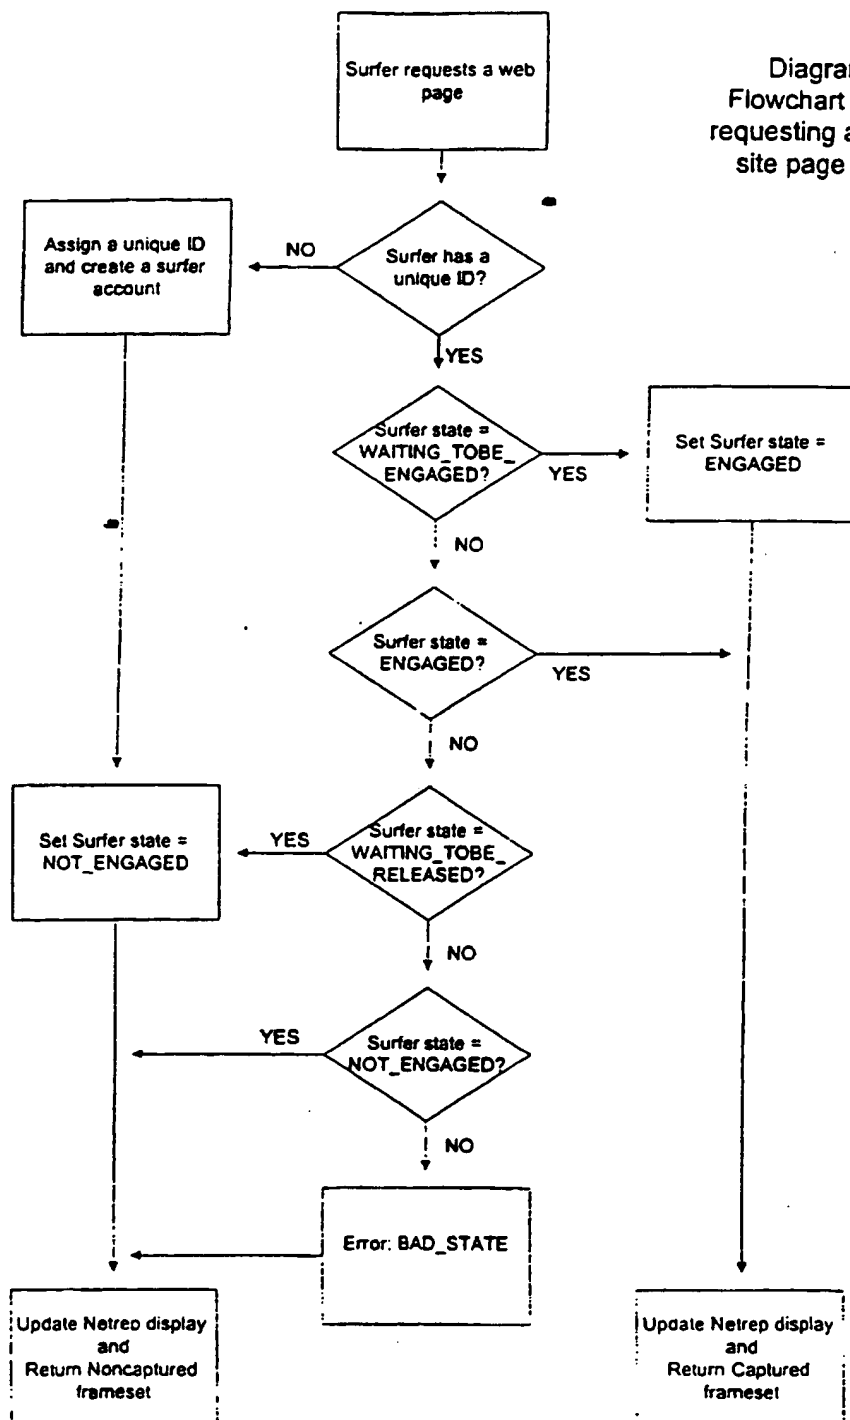 Surfer requests a web
page
Flowchart
requesting
site page
Assign a unique ID
and create a surfer
account
NO
Surfer has a
unique ID?
YES
Surfer state =
WAITING_TOBE_
ENGAGED?
YES
Set Surfer state =
ENGAGED
NO
Surfer state =
ENGAGED?
YES
NO
Set Surfer state =
NOT_ENGAGED
YES
Surfer state =
WAITING_TOBE_
RELEASED?
NO
YES
Surfer state =
NOT_ENGAGED?
NO
Error: BAD_STATE
Update Netrep display
and
Return Noncaptured
frameset
Update Netrep display
and
Return Captured
frameset